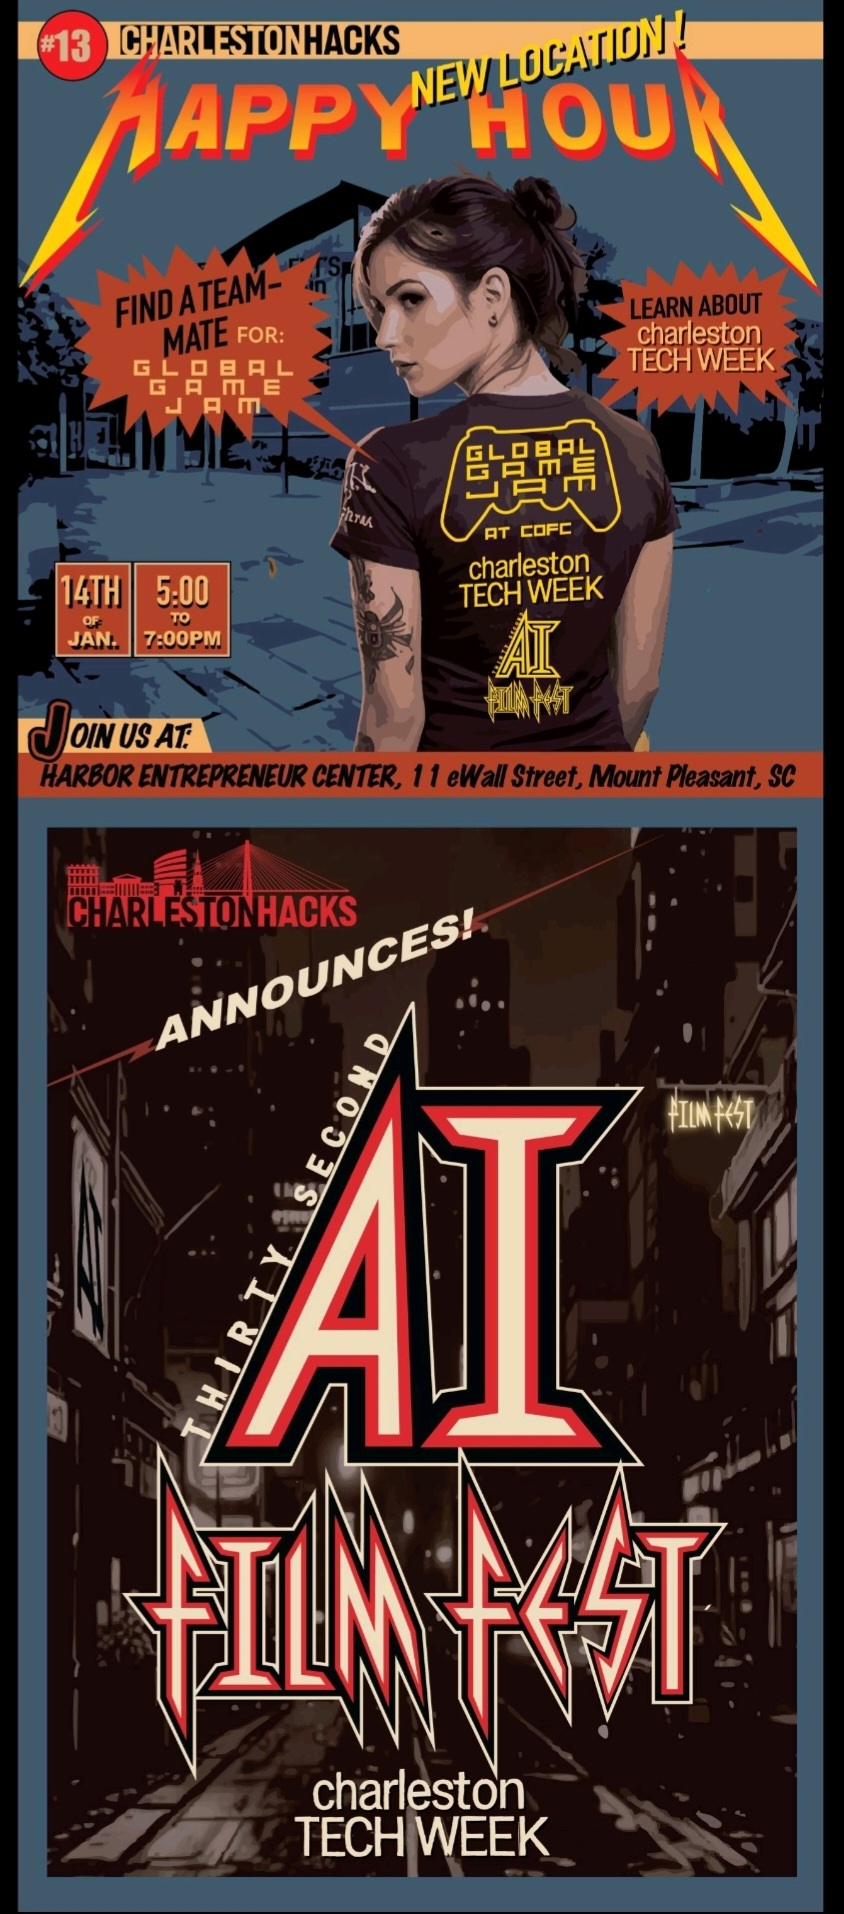 #13 CHARLESTONHACKS
NEW LOCATION!
HAPPY HOUR
FIND A TEAM-
MATE FOR:
GLOBAL
GAME
JAM
LEARN ABOUT
charleston
TECH WEEK
GLOBAL
GAME
JAM
AT COFC
charleston
TECH WEEK
AI
FILM FEST
14TH
OF
JAN.
5:00
TO
7:00PM
JOIN US AT:
HARBOR ENTREPRENEUR CENTER, 11 eWall Street, Mount Pleasant, SC
CHARLESTONHACKS
ANNOUNCES!
THIRTY SECOND
AI
FILM FEST
AI
FILM FEST
charleston
TECH WEEK